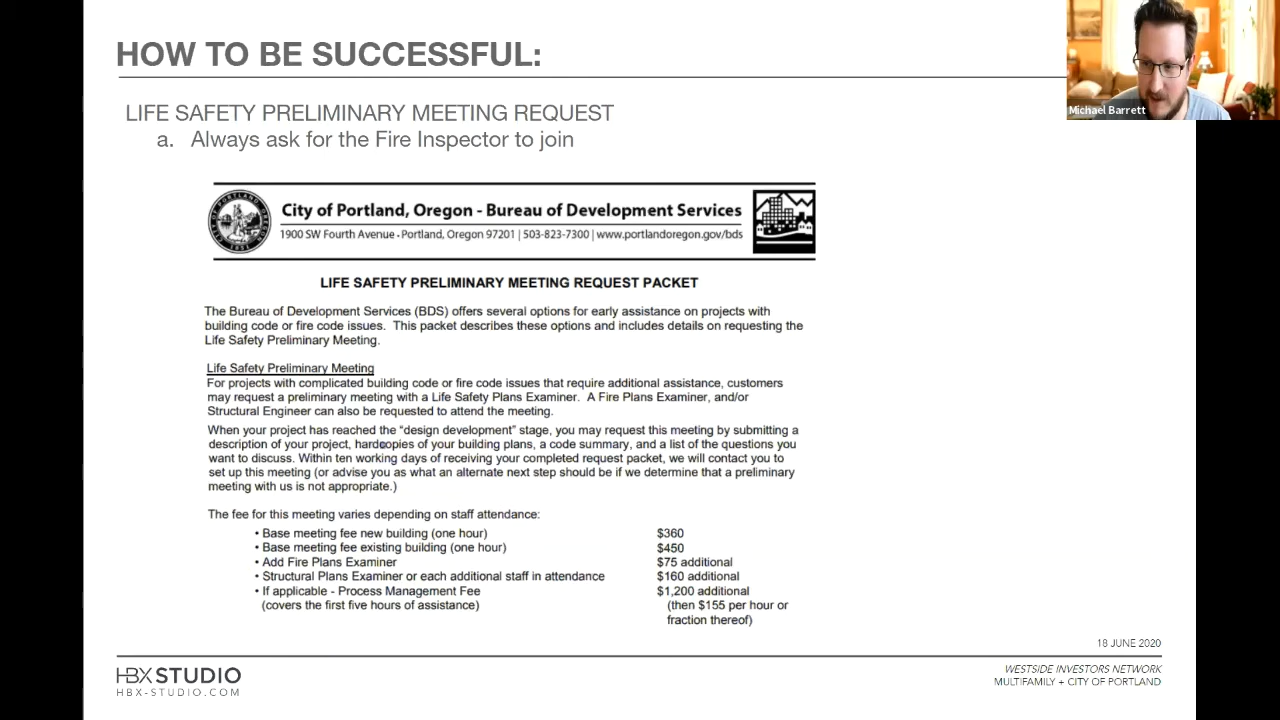 HOW TO BE SUCCESSFUL:
Michael Barrett
LIFE SAFETY PRELIMINARY MEETING REQUEST
a. Always ask for the Fire Inspector to join
City of Portland, Oregon - Bureau of Development Services
1900 SW Fourth Avenue • Portland, Oregon 97201 | 503-823-7300 | www.portlandoregon.gov/bds
LIFE SAFETY PRELIMINARY MEETING REQUEST PACKET
The Bureau of Development Services (BDS) offers several options for early assistance on projects with
building code or fire code issues. This packet describes these options and includes details on requesting the
Life Safety Preliminary Meeting.
Life Safety Preliminary Meeting
For projects with complicated building code or fire code issues that require additional assistance, customers
may request a preliminary meeting with a Life Safety Plans Examiner. A Fire Plans Examiner, and/or
Structural Engineer can also be requested to attend the meeting.
When your project has reached the “design development” stage, you may request this meeting by submitting a
description of your project, hardcopies of your building plans, a code summary, and a list of the questions you
want to discuss. Within ten working days of receiving your completed request packet, we will contact you to
set up this meeting (or advise you as what an alternate next step should be if we determine that a preliminary
meeting with us is not appropriate.)
The fee for this meeting varies depending on staff attendance:
• Base meeting fee new building (one hour) $360
• Base meeting fee existing building (one hour) $450
• Add Fire Plans Examiner $75 additional
• Structural Plans Examiner or each additional staff in attendance $160 additional
• If applicable - Process Management Fee $1,200 additional
(covers the first five hours of assistance) (then $155 per hour or
fraction thereof)
18 JUNE 2020
HBX STUDIO
HBX-STUDIO.COM
WESTSIDE INVESTORS NETWORK
MULTIFAMILY + CITY OF PORTLAND